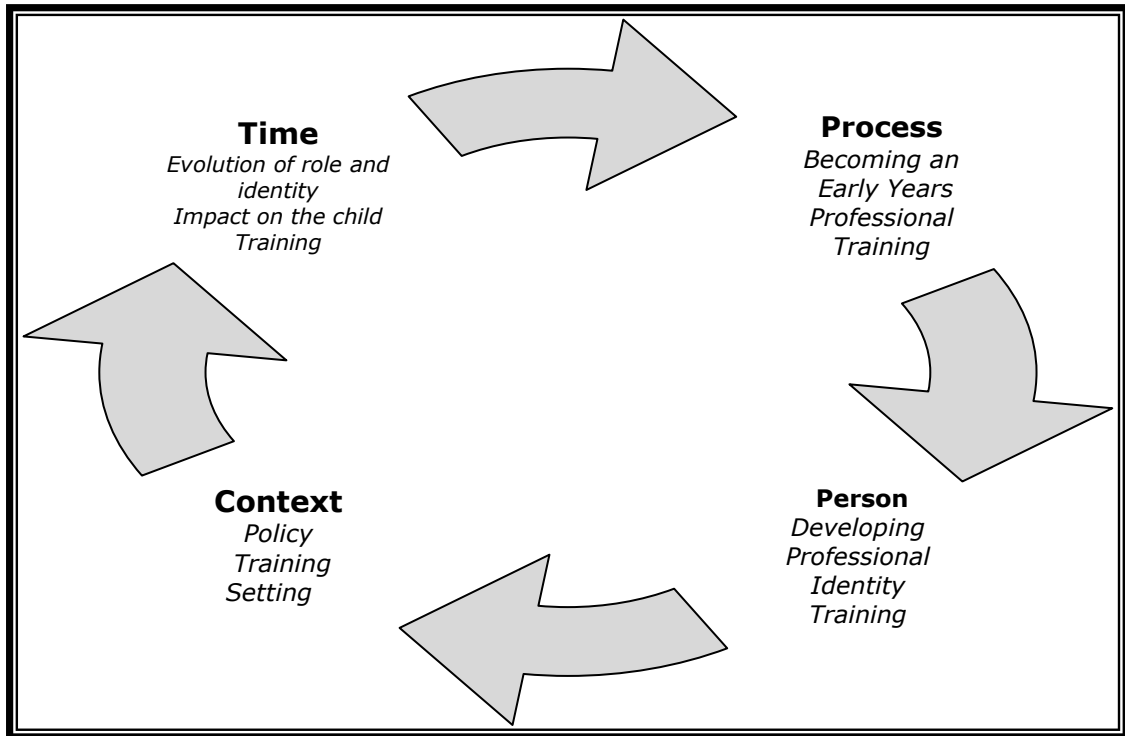 Time
Evolution of role and
identity
Impact on the child
Training
Process
Becoming an
Early Years
Professional
Training
Person
Developing
Professional
Identity
Training
Context
Policy
Training
Setting